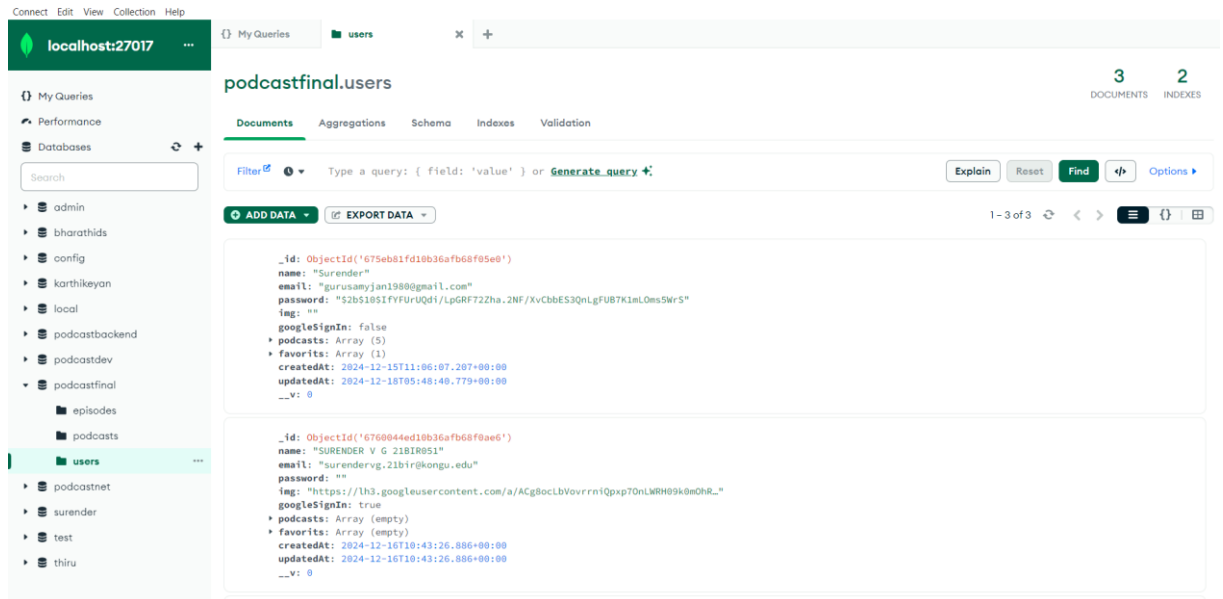 Connect Edit View Collection Help
localhost:27017 ...
{} My Queries
users
My Queries
Performance
Databases
Search
admin
bharathids
config
karthikeyan
local
podcastbackend
podcastdev
podcastfinal
episodes
podcasts
users
podcastnet
surender
test
thiru
podcastfinal.users
3 DOCUMENTS
2 INDEXES
Documents Aggregations Schema Indexes Validation
Filter Type a query: { field: 'value' } or Generate query
Explain Reset Find </> Options
ADD DATA EXPORT DATA
1 – 3 of 3 {}
_id: ObjectId('675eb81fd10b36afb68f05e0')
name: "Surender"
email: "gurusamyjan1980@gmail.com"
password: "$2b$10$IfYFUrUQdi/LpGRF72Zha.2NF/XvCbbES3QnLgFUB7K1mLOms5WrS"
img: ""
googleSignIn: false
podcasts: Array (5)
favorits: Array (1)
createdAt: 2024-12-15T11:06:07.207+00:00
updatedAt: 2024-12-18T05:48:40.779+00:00
__v: 0
_id: ObjectId('6760044ed10b36afb68f0ae6')
name: "SURENDER V G 21BIR051"
email: "surendervg.21bir@kongu.edu"
password: ""
img: "https://lh3.googleusercontent.com/a/ACg8ocLbVovrrniQpxp7OnLWRH09k0mOhR…"
googleSignIn: true
podcasts: Array (empty)
favorits: Array (empty)
createdAt: 2024-12-16T10:43:26.886+00:00
updatedAt: 2024-12-16T10:43:26.886+00:00
__v: 0